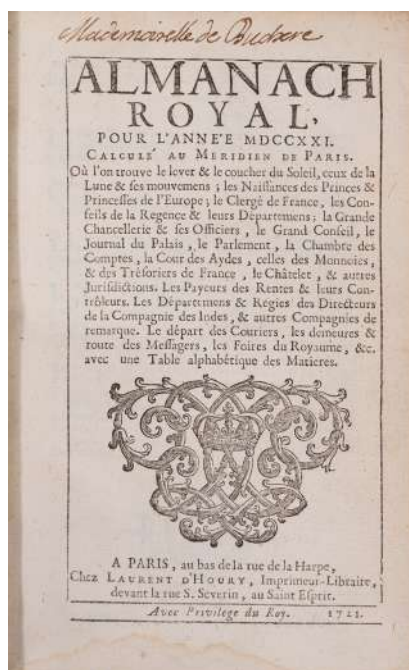 Mademoiselle de
ALMANACH
ROYAL,
POUR L'ANNE'E MDCCXXI.
CALCULE' AU MERIDIEN DE PARIS.
Où l'on trouve le lever & le coucher du Soleil, ceux de la
Lune & ses mouvemens ; les Naissances des Princes &
Princesses de l'Europe ; le Clergé de France, les Con-
seils de la Regence & leurs Départemens ; la Grande
Chancellerie & ses Officiers , le Grand Conseil, le
Journal du Palais , le Parlement, la Chambre des
Comptes, la Cour des Aydes , celles des Monnoies,
& des Trésoriers de France , le Châtelet , & autres
Jurisdictions. Les Payeurs des Rentes & leurs Con-
trôleurs. Les Départemens & Regies des Directeurs
de la Compagnie des Indes, & autres Compagnies de
remarque. Le départ des Couriers, les demeures &
route des Messagers, les Foires du Royaume, &c.
avec une Table alphabétique des Matieres.
A PARIS, au bas de la rue de la Harpe,
Chez LAURENT D'HOURY, Imprimeur-Libraire,
devant la rue S. Severin, au Saint Esprit.
Avec Privilege du Roy. 1721.